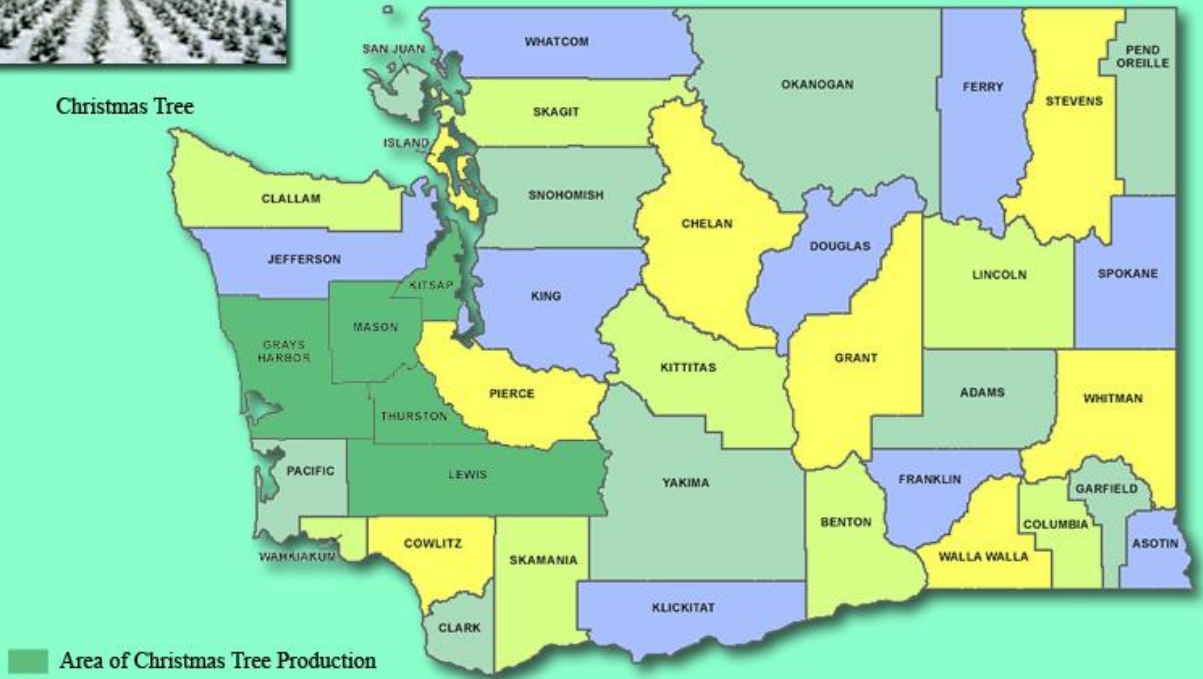 Christmas Tree
SAN JUAN
WHATCOM
SKAGIT
ISLAND
SNOHOMISH
OKANOGAN
FERRY
STEVENS
PEND
OREILLE
CLALLAM
JEFFERSON
KITSAP
KING
CHELAN
DOUGLAS
LINCOLN
SPOKANE
GRAYS
HARBOR
MASON
THURSTON
PIERCE
KITTITAS
GRANT
ADAMS
WHITMAN
PACIFIC
LEWIS
YAKIMA
FRANKLIN
GARFIELD
WAHKIAKUM
COWLITZ
SKAMANIA
BENTON
WALLA WALLA
COLUMBIA
ASOTIN
CLARK
KLICKITAT
Area of Christmas Tree Production